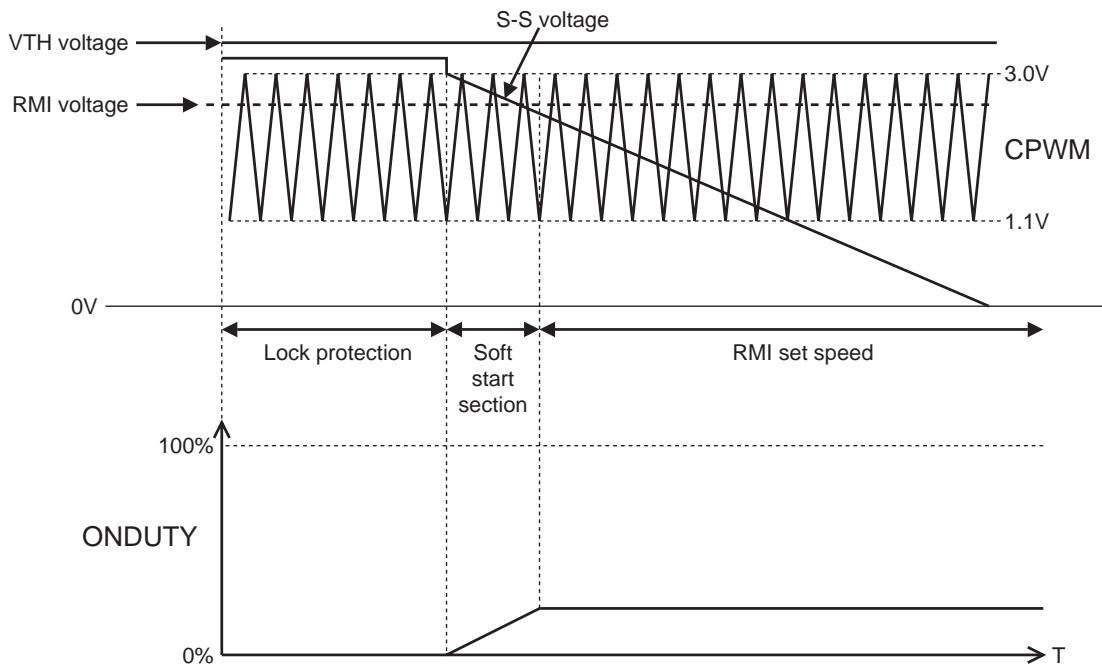 S-S voltage
VTH voltage
3.0V
RMI voltage
CPWM
1.1V
0V
Lock protection
Soft
start
section
RMI set speed
100%
ONDUTY
0%
T